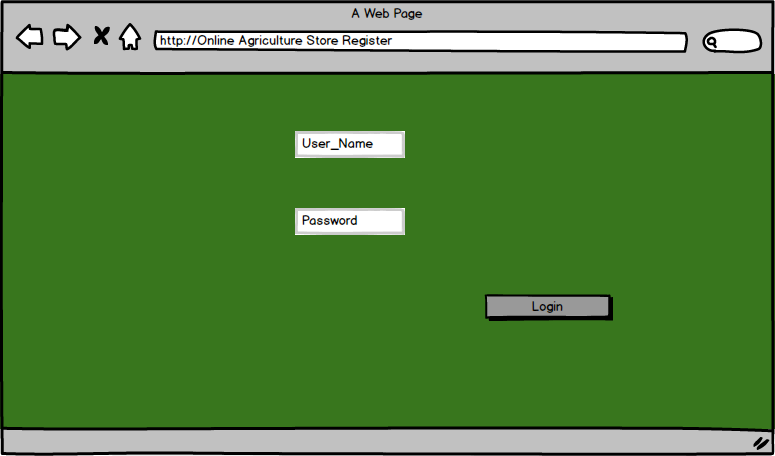 A Web Page
http://Online Agriculture Store Register
User_Name
Password
Login